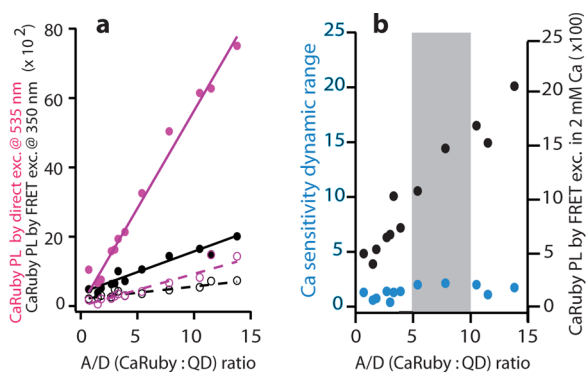 a
CaRuby PL by direct exc. @ 535 nm
CaRuby PL by FRET exc. @ 350 nm (x 10 2)
80
60
40
20
0
0 5 10 15
A/D (CaRuby : QD) ratio
b
Ca sensitivity dynamic range
25
20
15
10
5
0
0 5 10 15
A/D (CaRuby : QD) ratio
25
20
15
10
5
0
CaRuby PL by FRET exc. in 2 mM Ca (x100)